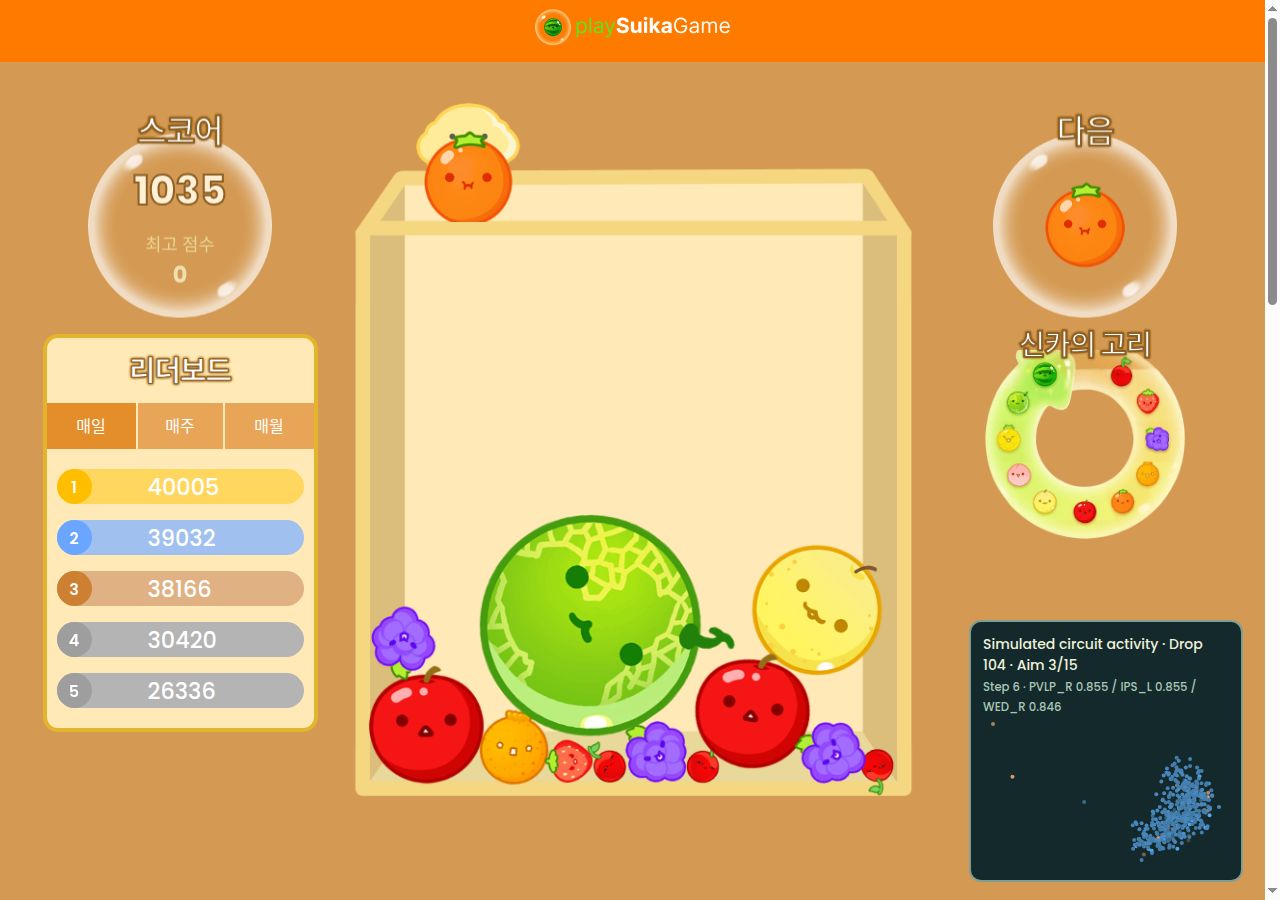 playSuikaGame
스코어
1035
최고 점수
0
다음
신카의 고리
리더보드
매일 매주 매월
1 40005
2 39032
3 38166
4 30420
5 26336
Simulated circuit activity · Drop
104 · Aim 3/15
Step 6 · PVLP_R 0.855 / IPS_L 0.855 /
WED_R 0.846